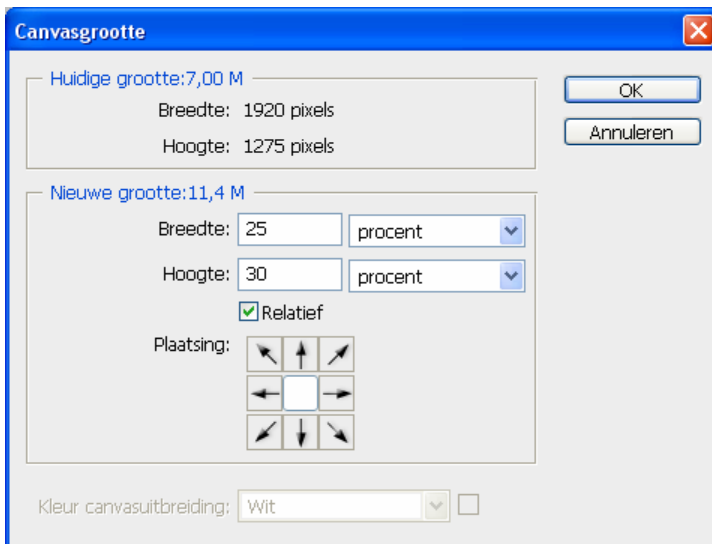 Canvasgrootte
Huidige grootte:7,00 M
Breedte: 1920 pixels
Hoogte: 1275 pixels
OK
Annuleren
Nieuwe grootte:11,4 M
Breedte: 25 procent
Hoogte: 30 procent
Relatief
Plaatsing:
Kleur canvasuitbreiding: Wit